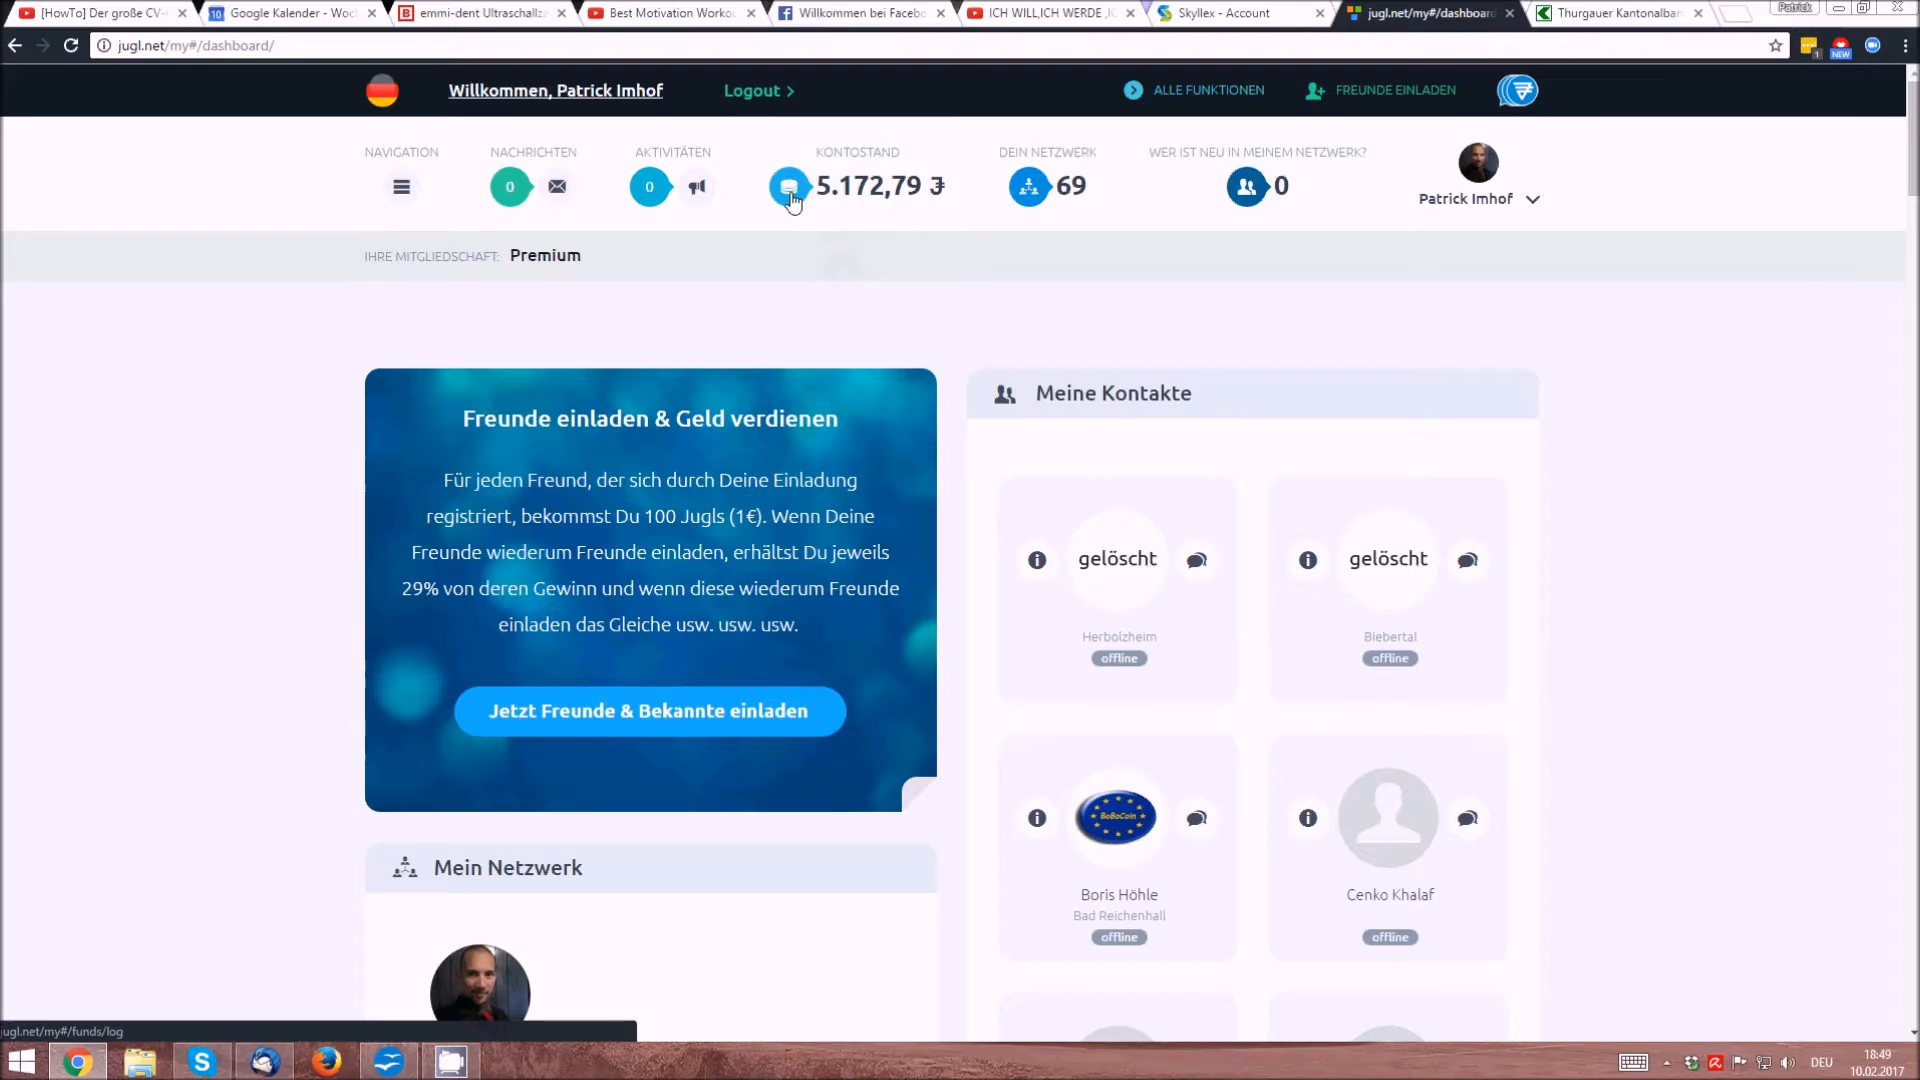 [HowTo] Der große CV-
Google Kalender - Woc
emmi-dent Ultraschallza
Best Motivation Workou
Willkommen bei Facebo
ICH WILL,ICH WERDE ,IC
Skyllex - Account
jugl.net/my#/dashboard
Thurgauer Kantonalban
Patrick
jugl.net/my#/dashboard/
NEW
Willkommen, Patrick Imhof
Logout >
ALLE FUNKTIONEN
FREUNDE EINLADEN
NAVIGATION
NACHRICHTEN
AKTIVITÄTEN
KONTOSTAND
DEIN NETZWERK
WER IST NEU IN MEINEM NETZWERK?
0
0
5.172,79
69
0
Patrick Imhof
IHRE MITGLIEDSCHAFT: Premium
Freunde einladen & Geld verdienen
Für jeden Freund, der sich durch Deine Einladung
registriert, bekommst Du 100 Jugls (1€). Wenn Deine
Freunde wiederum Freunde einladen, erhältst Du jeweils
29% von deren Gewinn und wenn diese wiederum Freunde
einladen das Gleiche usw. usw. usw.
Jetzt Freunde & Bekannte einladen
Mein Netzwerk
Meine Kontakte
gelöscht
Herbolzheim
offline
gelöscht
Biebertal
offline
BoBoCoin
Boris Höhle
Bad Reichenhall
offline
Cenko Khalaf
offline
jugl.net/my#/funds/log
DEU
18:49
10.02.2017